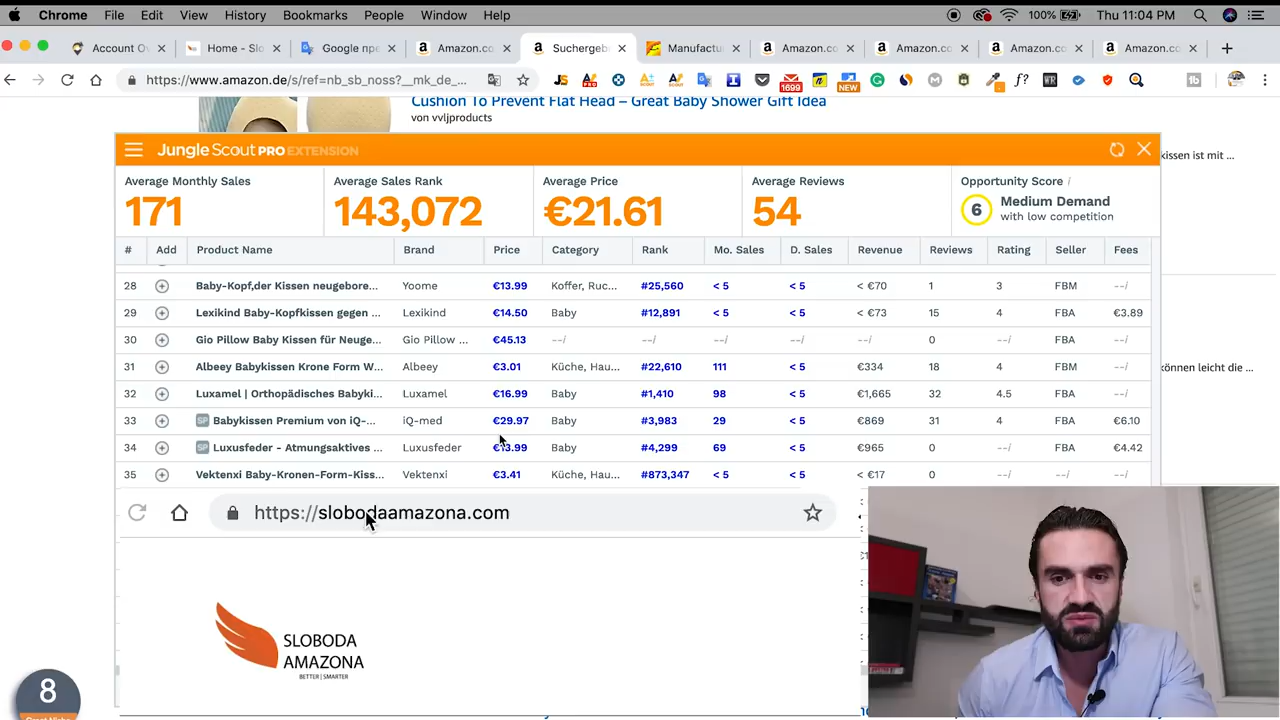 Chrome File Edit View History Bookmarks People Window Help 100% Thu 11:04 PM
Account Ov Home - Slo Google пре Amazon.co Suchergeb Manufactu Amazon.co Amazon.co Amazon.co Amazon.co
https://www.amazon.de/s/ref=nb_sb_noss?__mk_de_...
1699 NEW
Cushion To Prevent Flat Head – Great Baby Shower Gift Idea
von vvljproducts
kissen ist mit ...
Jungle Scout PRO EXTENSION
Average Monthly Sales Average Sales Rank Average Price Average Reviews Opportunity Score i
171 143,072 €21.61 54 6 Medium Demand
with low competition
# Add Product Name Brand Price Category Rank Mo. Sales D. Sales Revenue Reviews Rating Seller Fees
28 Baby-Kopf,der Kissen neugebore... Yoome €13.99 Koffer, Ruc... #25,560 < 5 < 5 < €70 1 3 FBM --/
29 Lexikind Baby-Kopfkissen gegen ... Lexikind €14.50 Baby #12,891 < 5 < 5 < €73 15 4 FBA €3.89
30 Gio Pillow Baby Kissen für Neuge... Gio Pillow ... €45.13 --/ --/ --/ --/ --/ 0 --/ FBA --/
31 Albeey Babykissen Krone Form W... Albeey €3.01 Küche, Hau... #22,610 111 < 5 €334 18 4 FBM --/
können leicht die ...
32 Luxamel | Orthopädisches Babyki... Luxamel €16.99 Baby #1,410 98 < 5 €1,665 32 4.5 FBA --/
33 SP Babykissen Premium von iQ-... iQ-med €29.97 Baby #3,983 29 < 5 €869 31 4 FBA €6.10
34 SP Luxusfeder - Atmungsaktives ... Luxusfeder €13.99 Baby #4,299 69 < 5 €965 --/ --/ FBA €4.42
35 Vektenxi Baby-Kronen-Form-Kiss... Vektenxi €3.41 Küche, Hau... #873,347 < 5 < 5 < €17 0 --/ FBM --/
https://slobodaamazona.com
SLOBODA
AMAZONA
BETTER | SMARTER
8